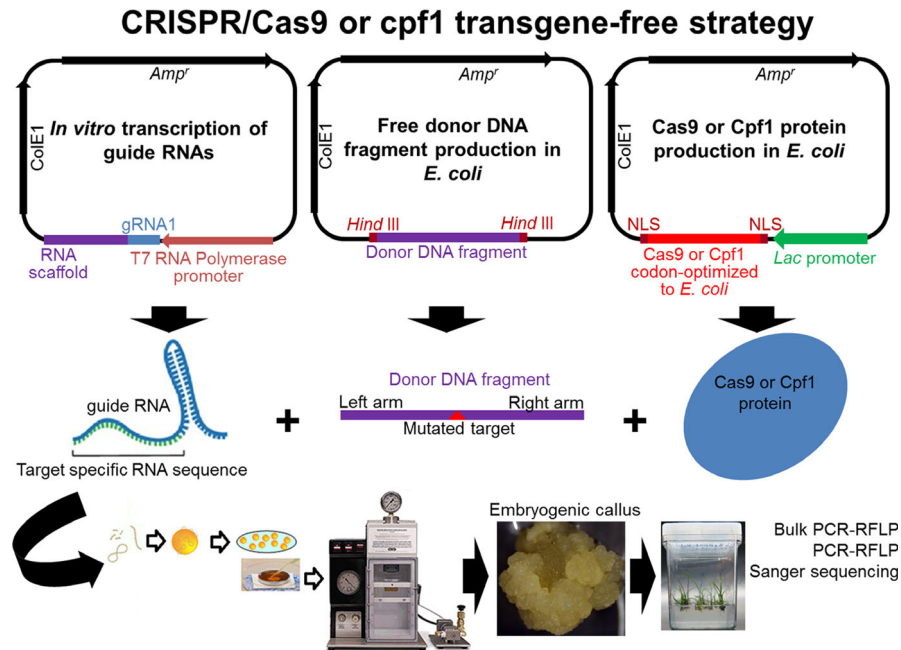 CRISPR/Cas9 or cpf1 transgene-free strategy
Ampʳ
ColE1
In vitro transcription of
guide RNAs
gRNA1
RNA
scaffold
T7 RNA Polymerase
promoter
Ampʳ
ColE1
Free donor DNA
fragment production in
E. coli
Hind III
Hind III
Donor DNA fragment
Ampʳ
ColE1
Cas9 or Cpf1 protein
production in E. coli
NLS
NLS
Cas9 or Cpf1
codon-optimized
to E. coli
Lac promoter
guide RNA
Target specific RNA sequence
+
Donor DNA fragment
Left arm
Right arm
Mutated target
+
Cas9 or Cpf1
protein
Embryogenic callus
Bulk PCR-RFLP
PCR-RFLP
Sanger sequencing